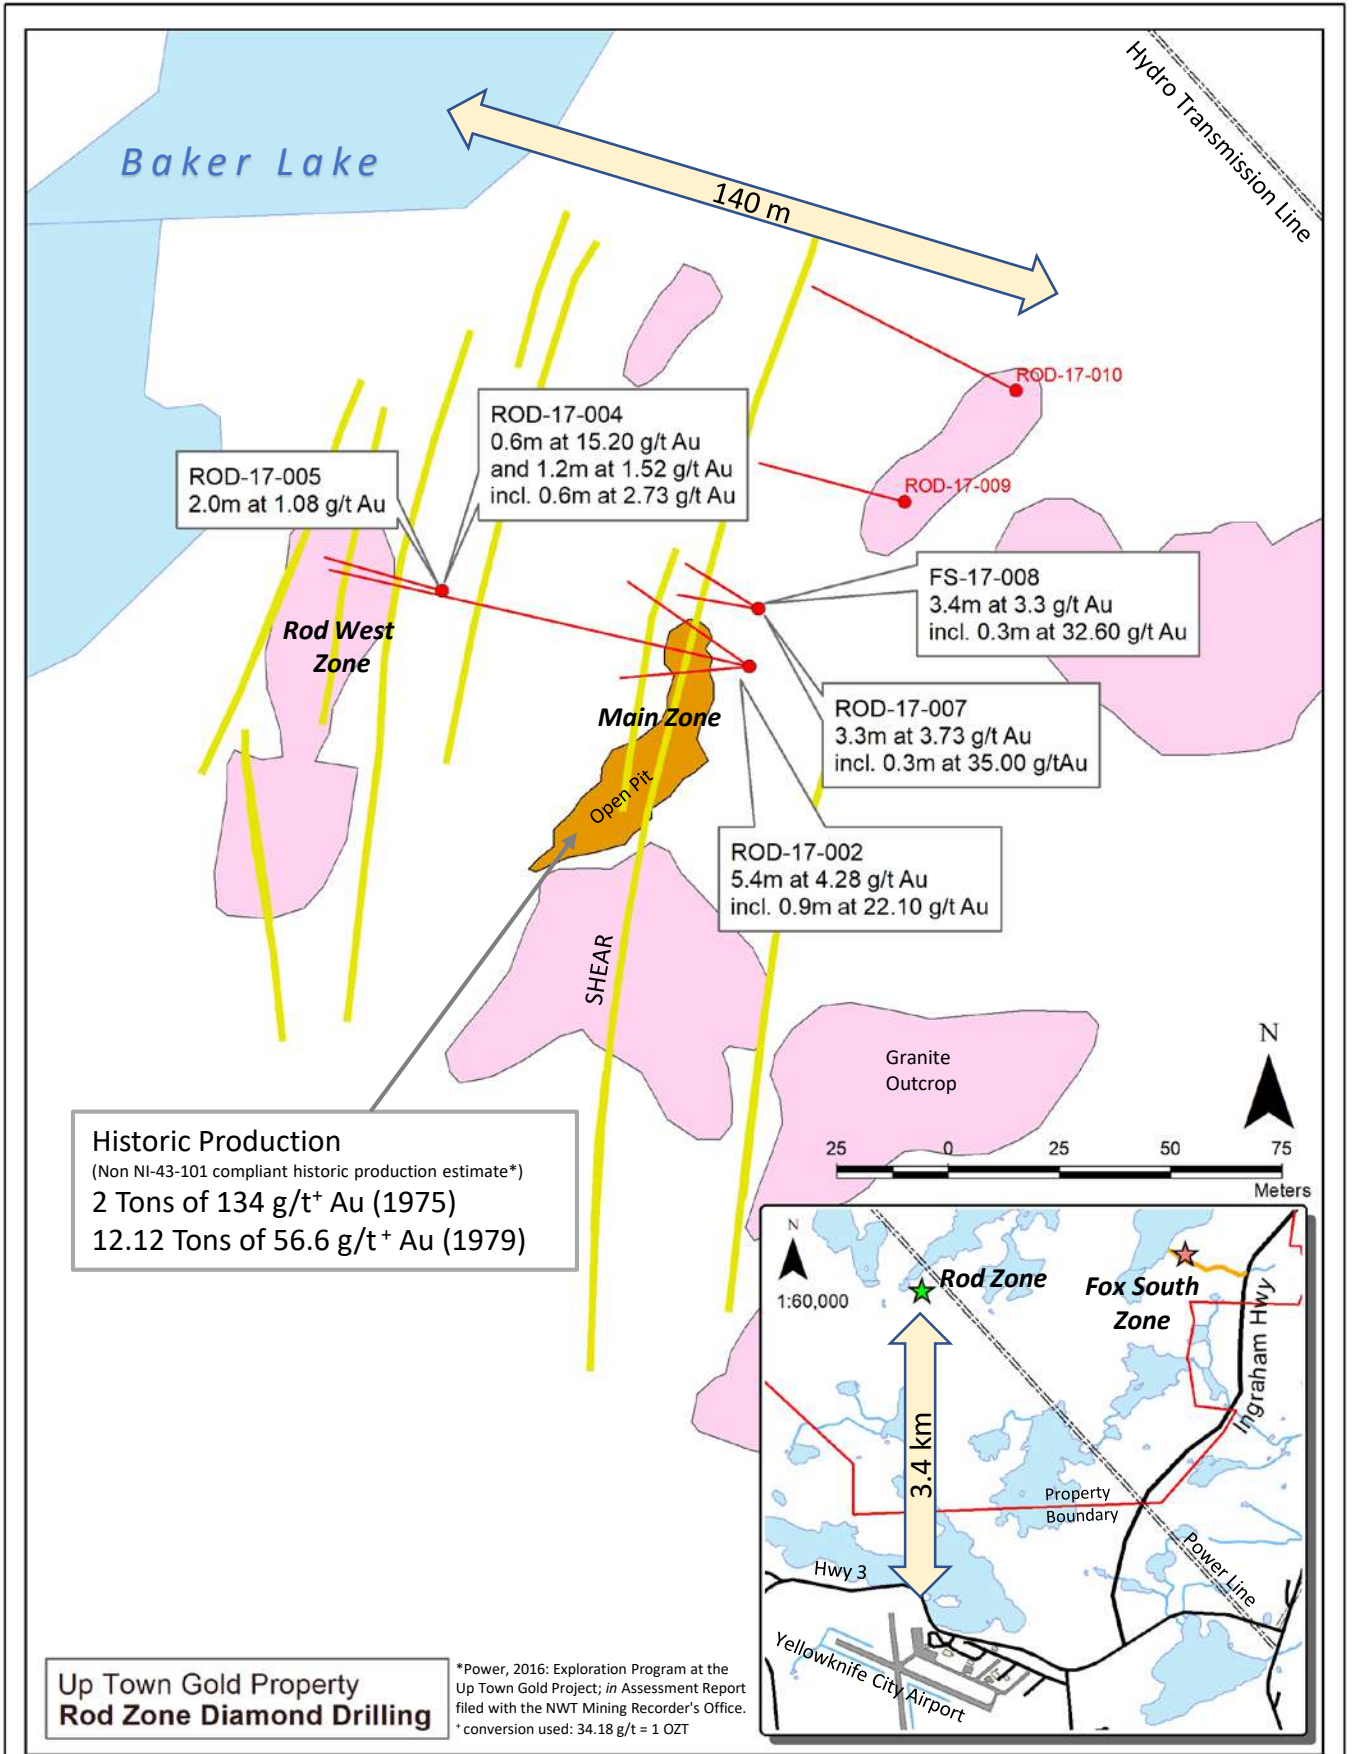 Hydro Transmission Line
Baker Lake
140 m
ROD-17-010
ROD-17-004
0.6m at 15.20 g/t Au
and 1.2m at 1.52 g/t Au
incl. 0.6m at 2.73 g/t Au
ROD-17-005
2.0m at 1.08 g/t Au
ROD-17-009
FS-17-008
3.4m at 3.3 g/t Au
incl. 0.3m at 32.60 g/t Au
Rod West
Zone
Main Zone
ROD-17-007
3.3m at 3.73 g/t Au
incl. 0.3m at 35.00 g/tAu
Open Pit
ROD-17-002
5.4m at 4.28 g/t Au
incl. 0.9m at 22.10 g/t Au
SHEAR
Granite
Outcrop
N
25 0 25 50 75
Meters
Historic Production
(Non NI-43-101 compliant historic production estimate*)
2 Tons of 134 g/t+ Au (1975)
12.12 Tons of 56.6 g/t+ Au (1979)
N
1:60,000
Rod Zone
Fox South
Zone
Ingraham Hwy
3.4 km
Property
Boundary
Power Line
Hwy 3
Yellowknife City Airport
Up Town Gold Property
Rod Zone Diamond Drilling
*Power, 2016: Exploration Program at the
Up Town Gold Project; in Assessment Report
filed with the NWT Mining Recorder's Office.
+ conversion used: 34.18 g/t = 1 OZT